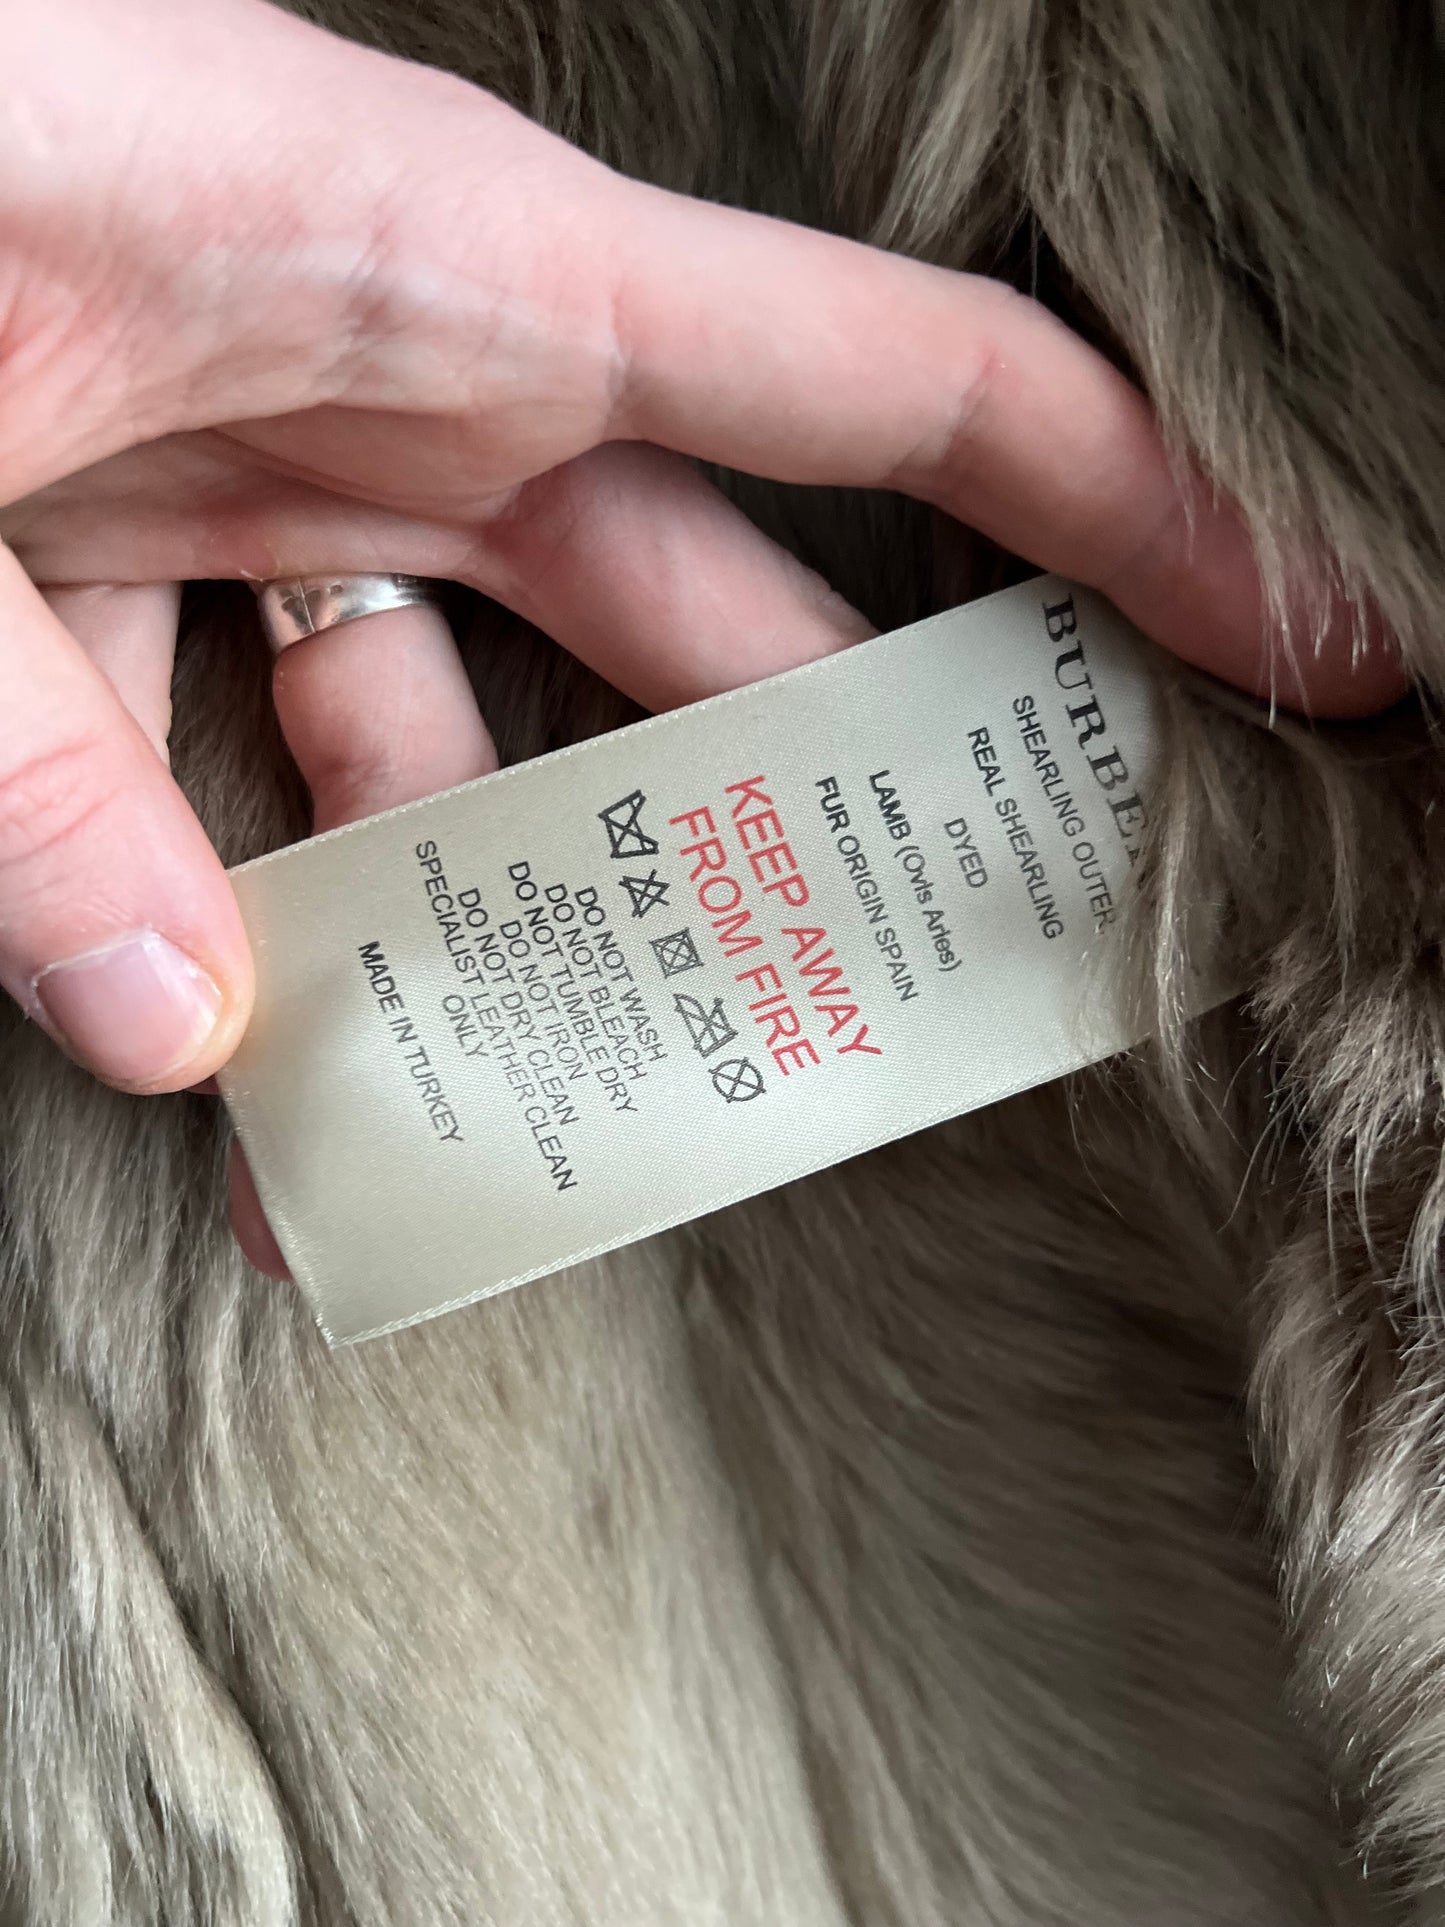 BURBE
SHEARLING OUTER,
REAL SHEARLING
DYED
LAMB (Ovis Aries)
FUR ORIGIN SPAIN
KEEP AWAY
FROM FIRE
DO NOT WASH
DO NOT BLEACH
DO NOT TUMBLE DRY
DO NOT IRON
DO NOT DRY CLEAN
SPECIALIST LEATHER CLEAN
ONLY
MADE IN TURKEY